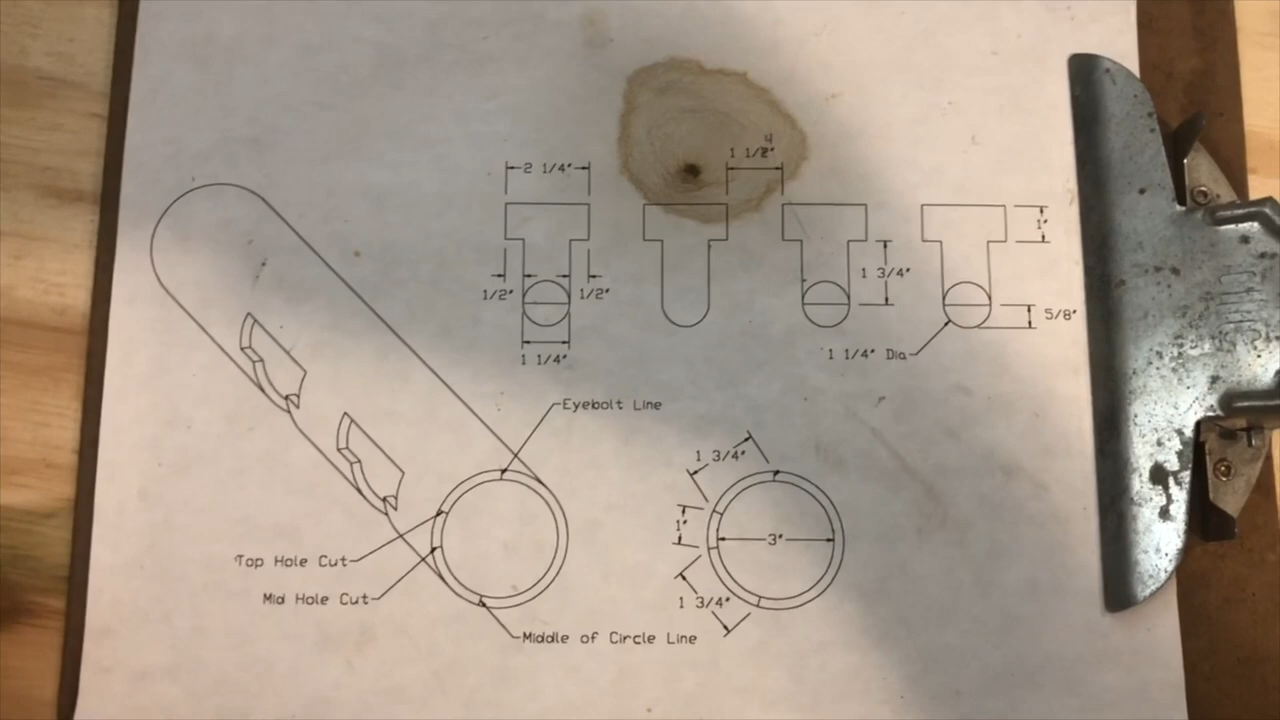 4
1 1/2"
2 1/4"
1"
1/2"
1/2"
1 3/4"
5/8"
1 1/4"
1 1/4" Dia
Eyebolt Line
1 3/4"
1"
3"
Top Hole Cut
Mid Hole Cut
1 3/4"
Middle of Circle Line